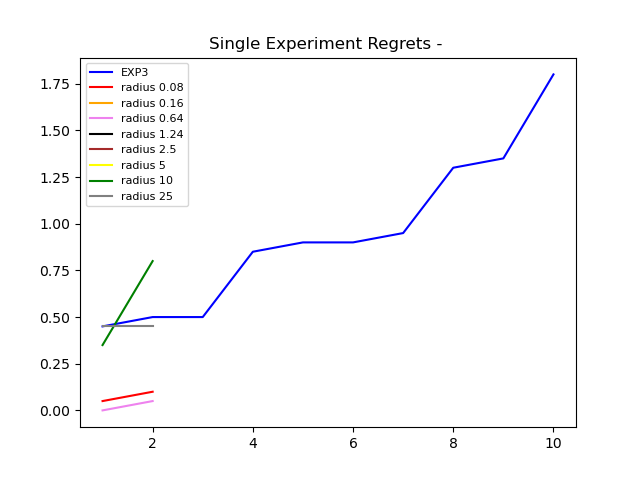 Single Experiment Regrets -
EXP3
radius 0.08
radius 0.16
radius 0.64
radius 1.24
radius 2.5
radius 5
radius 10
radius 25
1.75
1.50
1.25
1.00
0.75
0.50
0.25
0.00
2 4 6 8 10